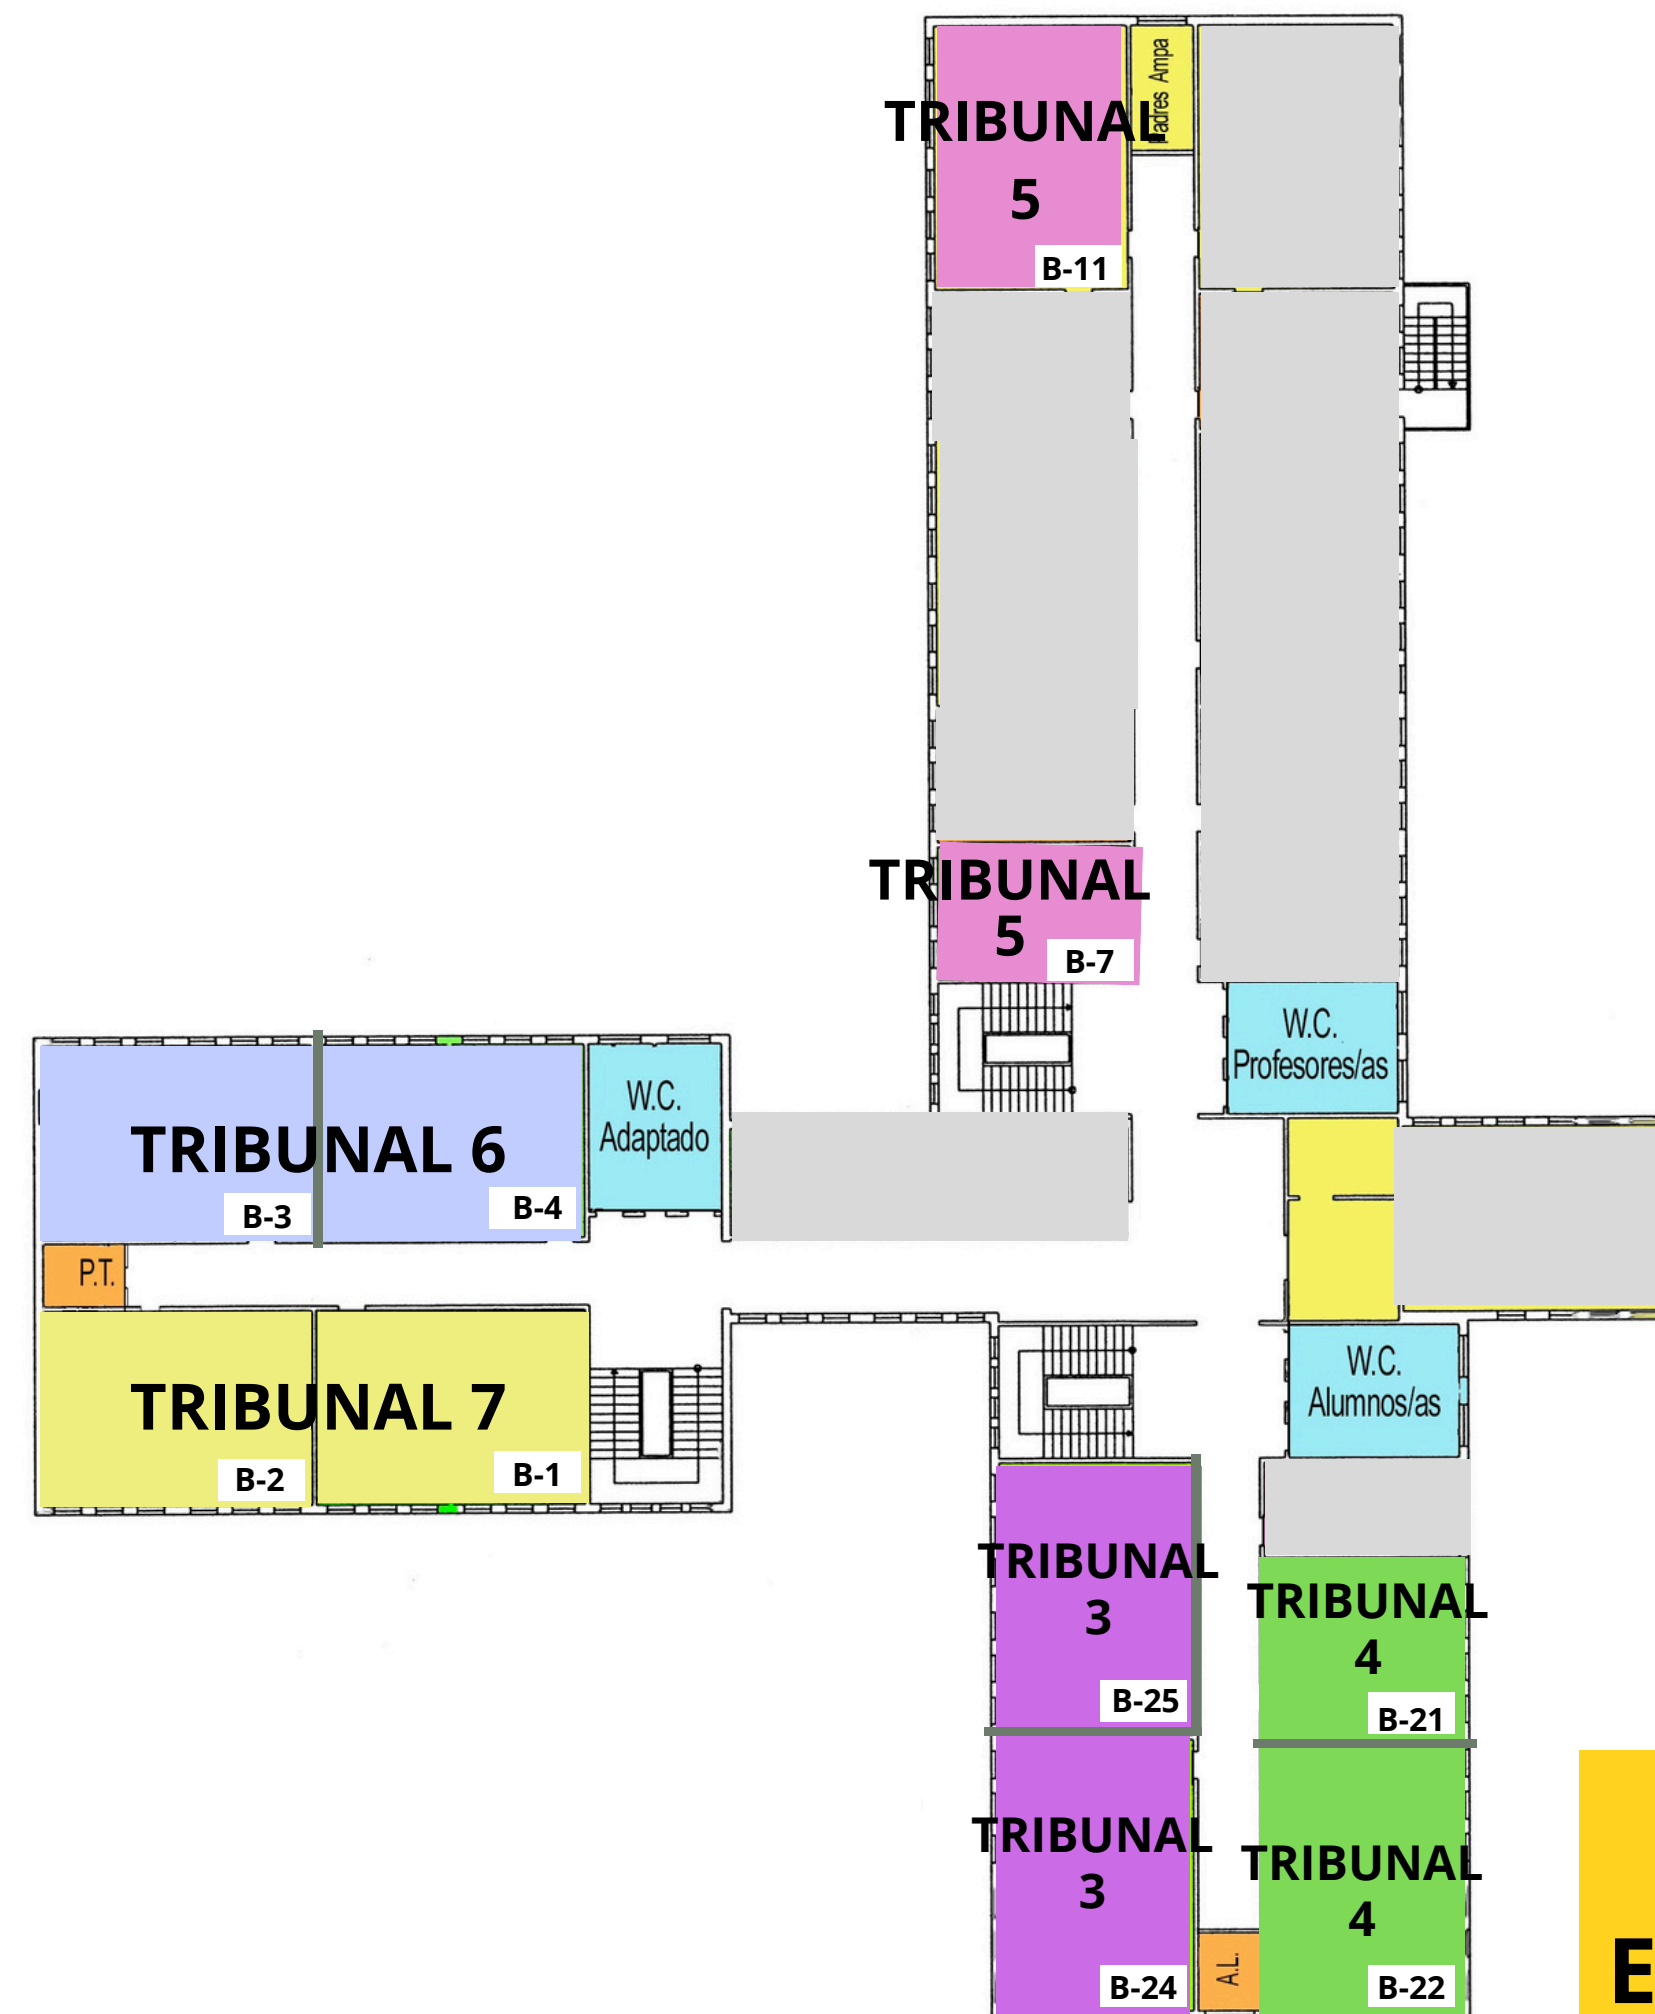 Padres Ampa
TRIBUNAL
5
B-11
TRIBUNAL
5
B-7
W.C.
Profesores/as
W.C.
Adaptado
TRIBUNAL 6
B-3
B-4
P.T.
TRIBUNAL 7
B-2
B-1
W.C.
Alumnos/as
TRIBUNAL
3
B-25
TRIBUNAL
4
B-21
TRIBUNAL
3
B-24
TRIBUNAL
4
B-22
A.L.
E